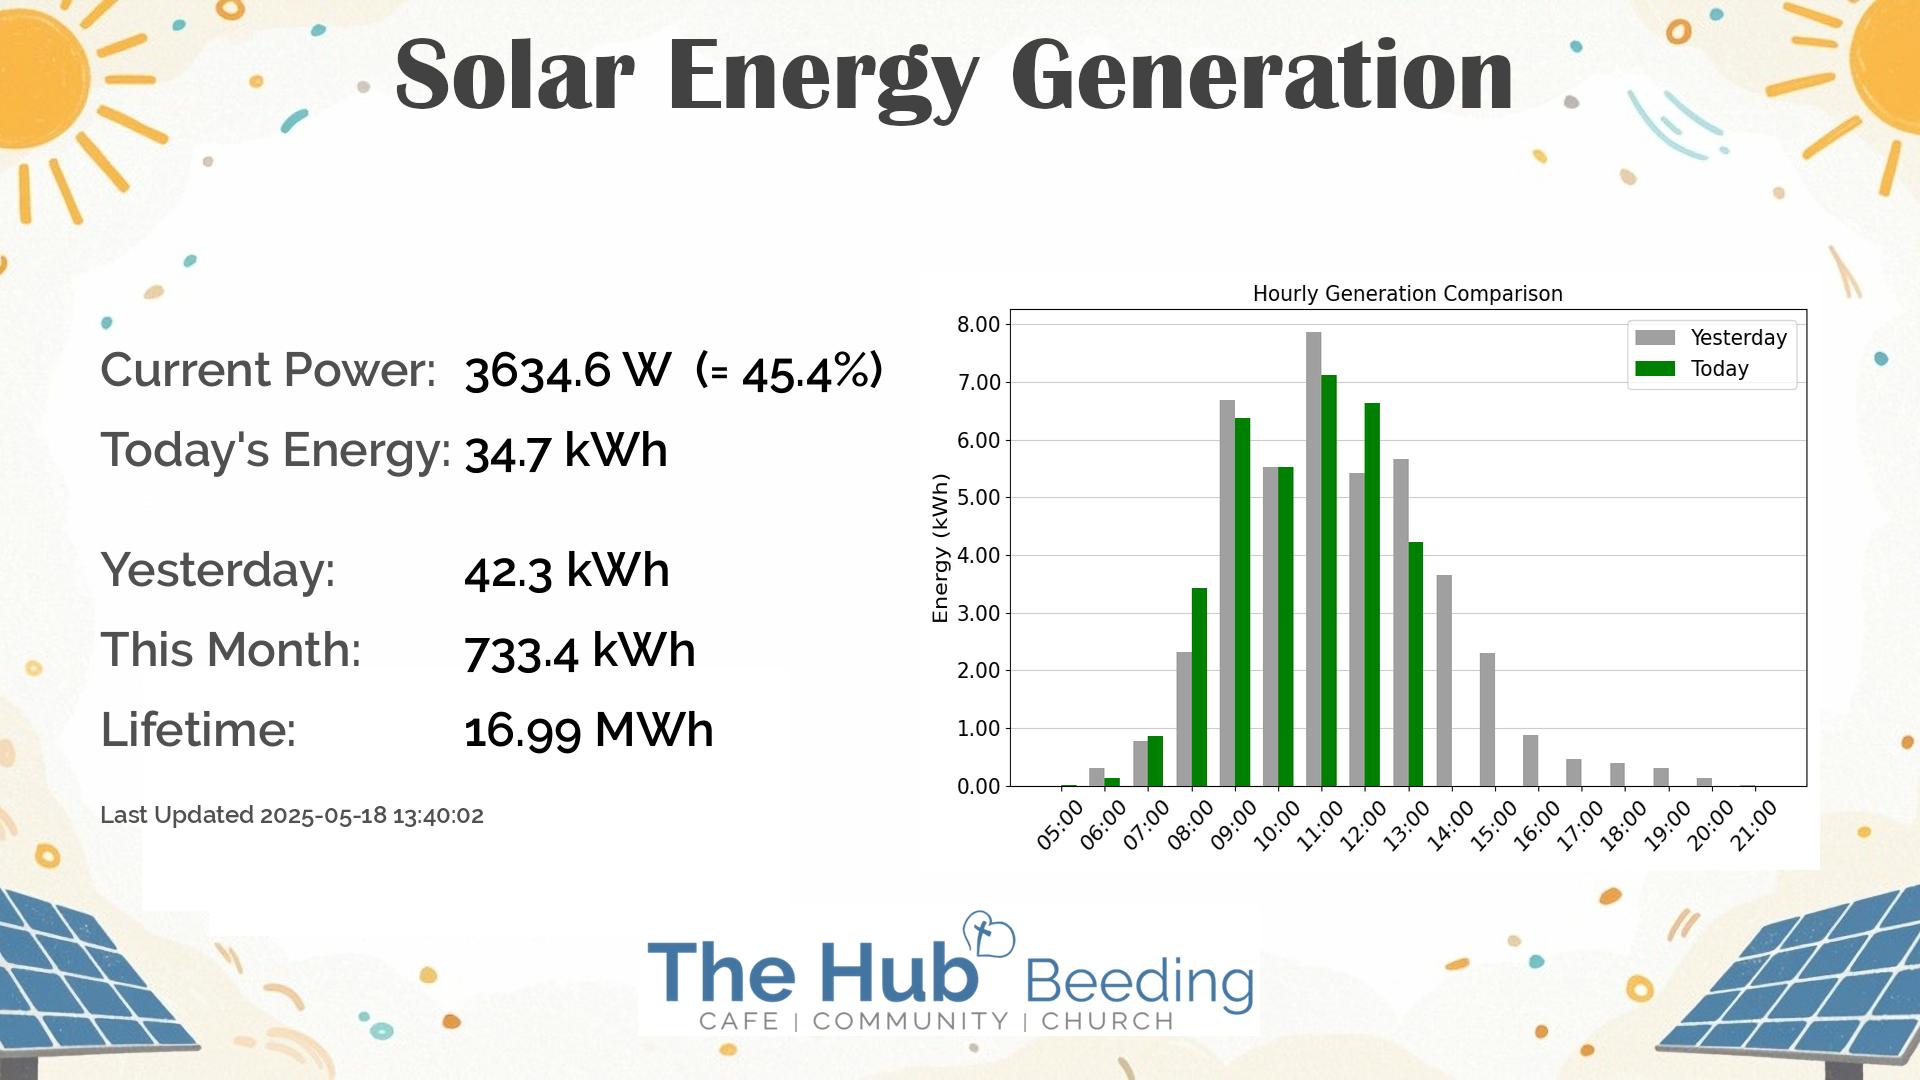 Solar Energy Generation
Current Power: 3634.6 W (= 45.4%)
Today's Energy: 34.7 kWh
Yesterday: 42.3 kWh
This Month: 733.4 kWh
Lifetime: 16.99 MWh
Last Updated 2025-05-18 13:40:02
Hourly Generation Comparison
Yesterday
Today
Energy (kWh)
8.00
7.00
6.00
5.00
4.00
3.00
2.00
1.00
0.00
05:00 06:00 07:00 08:00 09:00 10:00 11:00 12:00 13:00 14:00 15:00 16:00 17:00 18:00 19:00 20:00 21:00
The Hub Beeding
CAFE | COMMUNITY | CHURCH